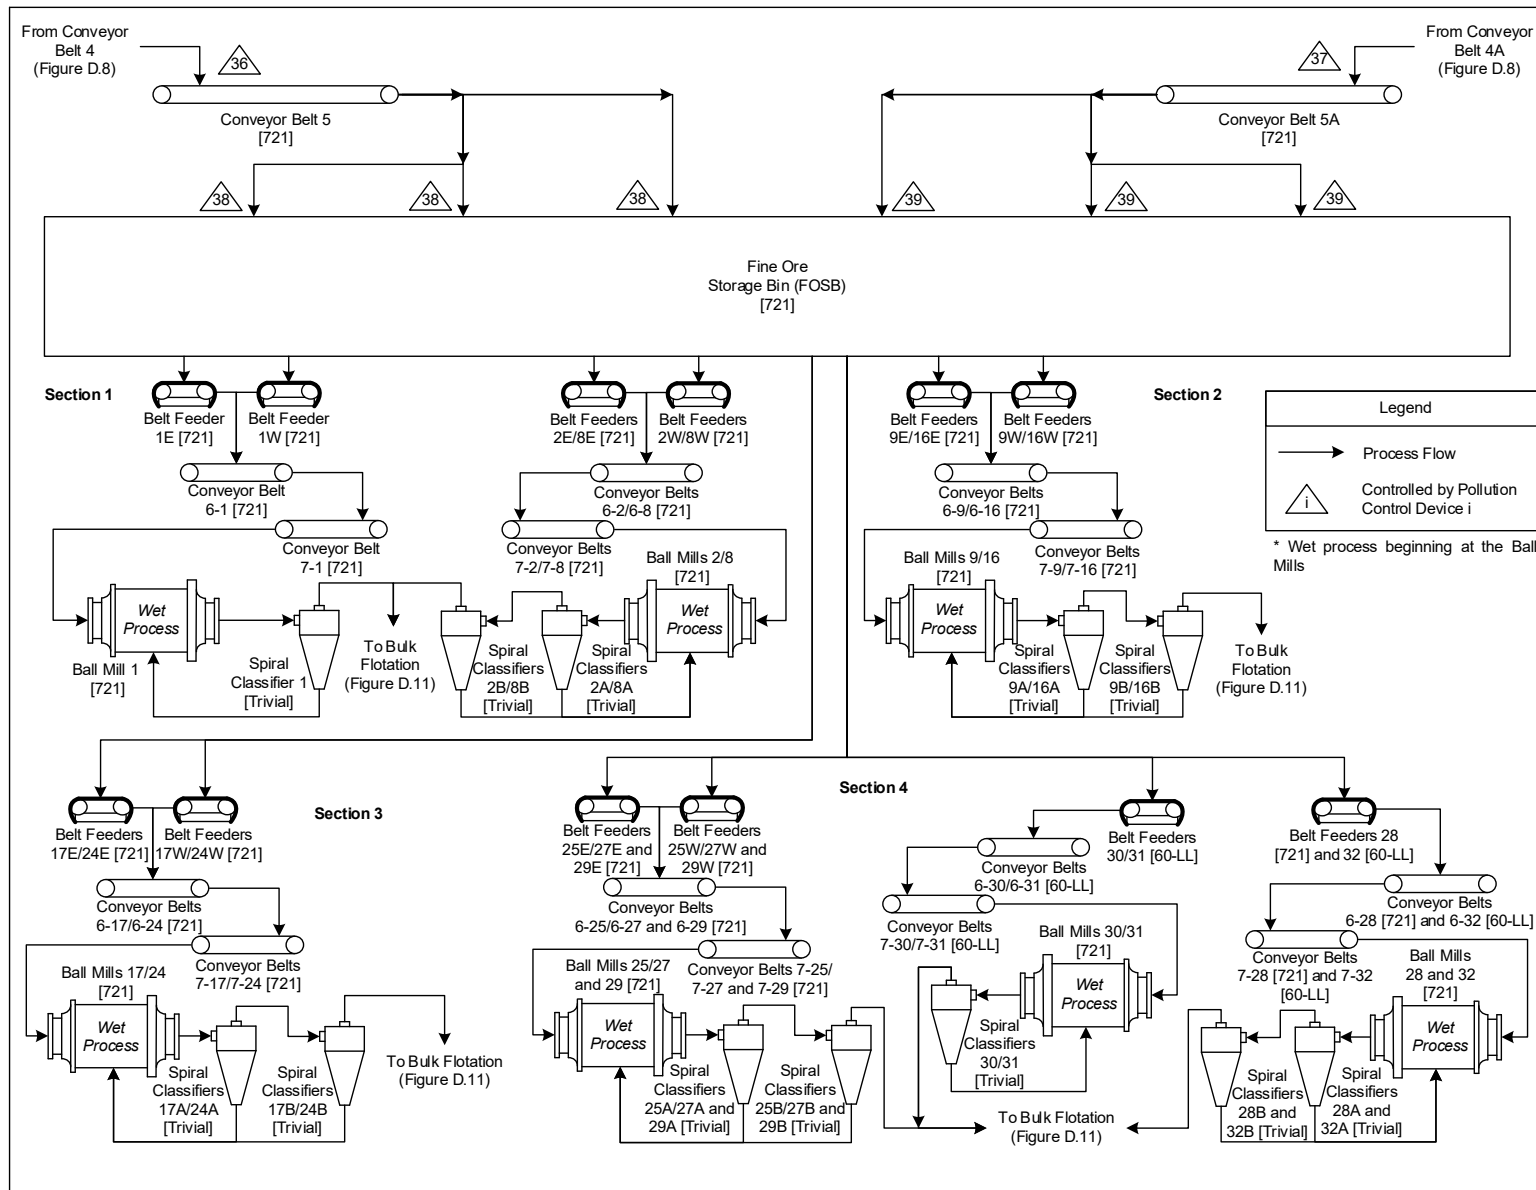 From Conveyor
Belt 4
(Figure D.8)
36
Conveyor Belt 5
[721]
37
From Conveyor
Belt 4A
(Figure D.8)
Conveyor Belt 5A
[721]
38
38
38
39
39
39
Fine Ore
Storage Bin (FOSB)
[721]
Section 1
Belt Feeder
1E [721]
Belt Feeder
1W [721]
Conveyor Belt
6-1 [721]
Conveyor Belt
7-1 [721]
Wet
Process
Ball Mill 1
[721]
Spiral
Classifier 1
[Trivial]
To Bulk
Flotation
(Figure D.11)
Belt Feeders
2E/8E [721]
Belt Feeders
2W/8W [721]
Conveyor Belts
6-2/6-8 [721]
Conveyor Belts
7-2/7-8 [721]
Ball Mills 2/8
[721]
Wet
Process
Spiral
Classifiers
2B/8B
[Trivial]
Spiral
Classifiers
2A/8A
[Trivial]
Section 2
Belt Feeders
9E/16E [721]
Belt Feeders
9W/16W [721]
Conveyor Belts
6-9/6-16 [721]
Conveyor Belts
7-9/7-16 [721]
Ball Mills 9/16
[721]
Wet
Process
Spiral
Classifiers
9A/16A
[Trivial]
Spiral
Classifiers
9B/16B
[Trivial]
To Bulk
Flotation
(Figure D.11)
Legend
Process Flow
i
Controlled by Pollution
Control Device i
* Wet process beginning at the Ball
Mills
Section 3
Belt Feeders
17E/24E [721]
Belt Feeders
17W/24W [721]
Conveyor Belts
6-17/6-24 [721]
Conveyor Belts
7-17/7-24 [721]
Ball Mills 17/24
[721]
Wet
Process
Spiral
Classifiers
17A/24A
[Trivial]
Spiral
Classifiers
17B/24B
[Trivial]
To Bulk Flotation
(Figure D.11)
Section 4
Belt Feeders
25E/27E and
29E [721]
Belt Feeders
25W/27W and
29W [721]
Conveyor Belts
6-25/6-27 and 6-29 [721]
Conveyor Belts 7-25/
7-27 and 7-29 [721]
Ball Mills 25/27
and 29 [721]
Wet
Process
Spiral
Classifiers
25A/27A and
29A [Trivial]
Spiral
Classifiers
25B/27B and
29B [Trivial]
Belt Feeders
30/31 [60-LL]
Conveyor Belts
6-30/6-31 [60-LL]
Conveyor Belts
7-30/7-31 [60-LL]
Ball Mills 30/31
[721]
Wet
Process
Spiral
Classifiers
30/31
[Trivial]
To Bulk Flotation
(Figure D.11)
Belt Feeders 28
[721] and 32 [60-LL]
Conveyor Belts
6-28 [721] and 6-32 [60-LL]
Conveyor Belts
7-28 [721] and 7-32
[60-LL]
Ball Mills
28 and 32
[721]
Wet
Process
Spiral
Classifiers
28B and
32B [Trivial]
Spiral
Classifiers
28A and
32A [Trivial]